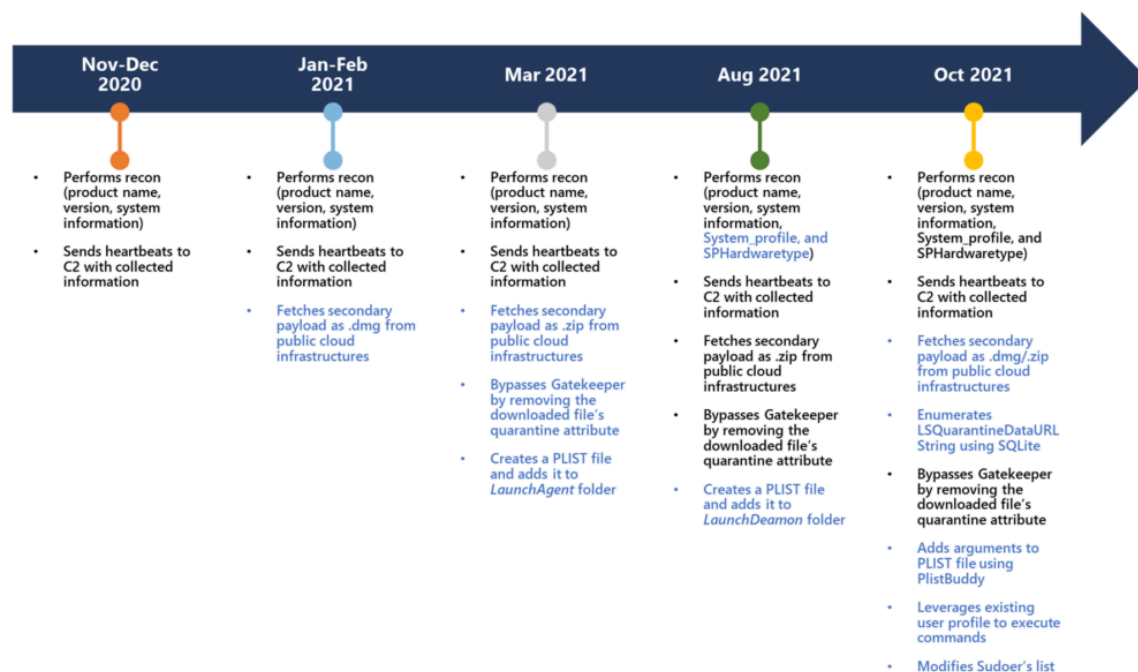 Nov-Dec
2020
Jan-Feb
2021
Mar 2021
Aug 2021
Oct 2021
• Performs recon
(product name,
version, system
information)
• Sends heartbeats to
C2 with collected
information
• Performs recon
(product name,
version, system
information)
• Sends heartbeats to
C2 with collected
information
• Fetches secondary
payload as .dmg from
public cloud
infrastructures
• Performs recon
(product name,
version, system
information)
• Sends heartbeats to
C2 with collected
information
• Fetches secondary
payload as .zip from
public cloud
infrastructures
• Bypasses Gatekeeper
by removing the
downloaded file's
quarantine attribute
• Creates a PLIST file
and adds it to
LaunchAgent folder
• Performs recon
(product name,
version, system
information,
System_profile, and
SPHardwaretype)
• Sends heartbeats to
C2 with collected
information
• Fetches secondary
payload as .zip from
public cloud
infrastructures
• Bypasses Gatekeeper
by removing the
downloaded file's
quarantine attribute
• Creates a PLIST file
and adds it to
LaunchDeamon folder
• Performs recon
(product name,
version, system
information,
System_profile, and
SPHardwaretype)
• Sends heartbeats to
C2 with collected
information
• Fetches secondary
payload as .dmg/.zip
from public cloud
infrastructures
• Enumerates
LSQuarantineDataURL
String using SQLite
• Bypasses Gatekeeper
by removing the
downloaded file's
quarantine attribute
• Adds arguments to
PLIST file using
PlistBuddy
• Leverages existing
user profile to execute
commands
• Modifies Sudoer's list